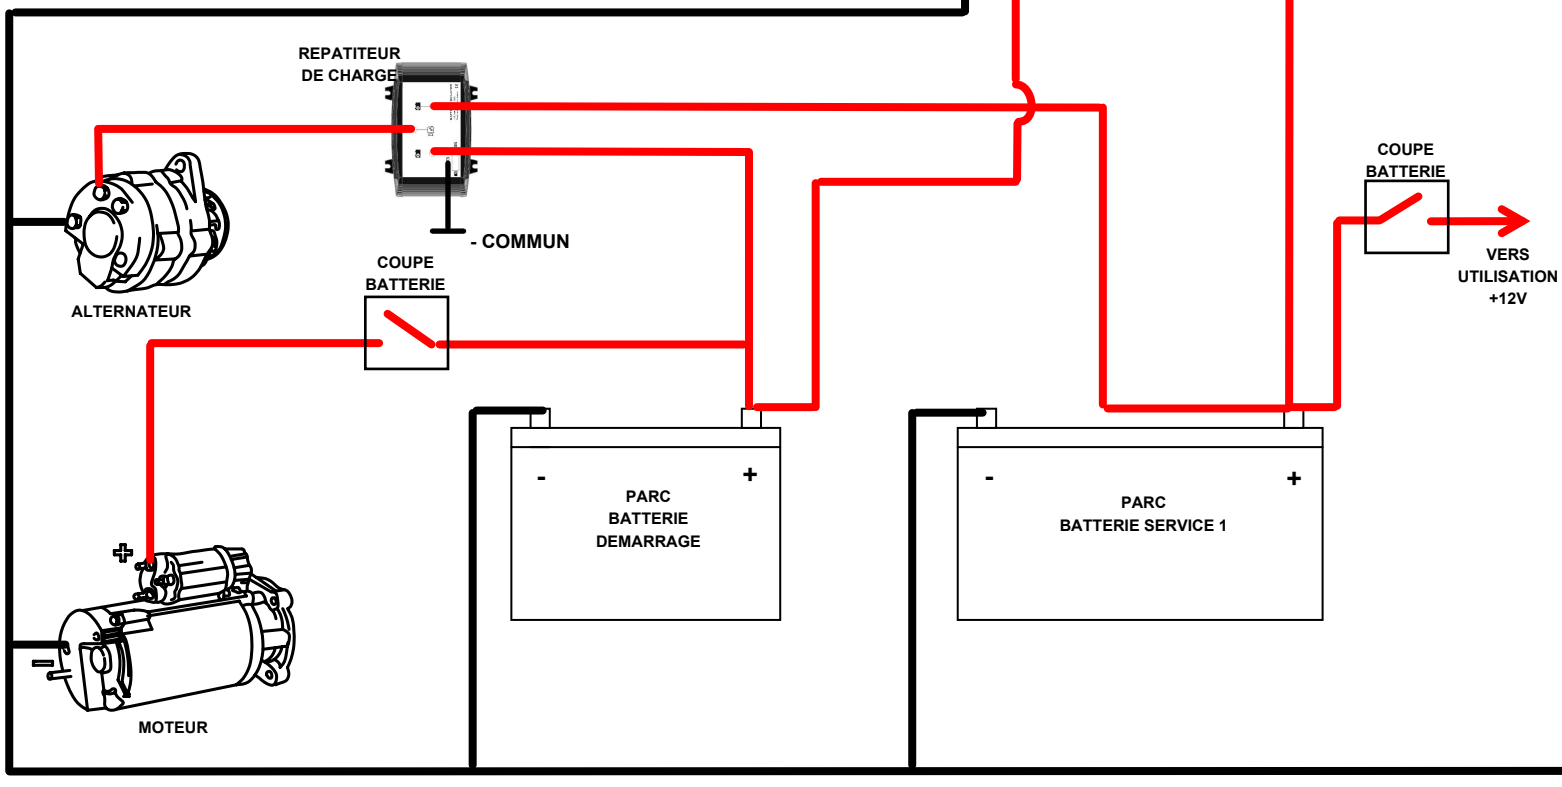 REPATITEUR
DE CHARGE
- COMMUN
COUPE
BATTERIE
VERS
UTILISATION
+12V
ALTERNATEUR
COUPE
BATTERIE
+
-
- +
PARC
BATTERIE
DEMARRAGE
- +
PARC
BATTERIE SERVICE 1
MOTEUR